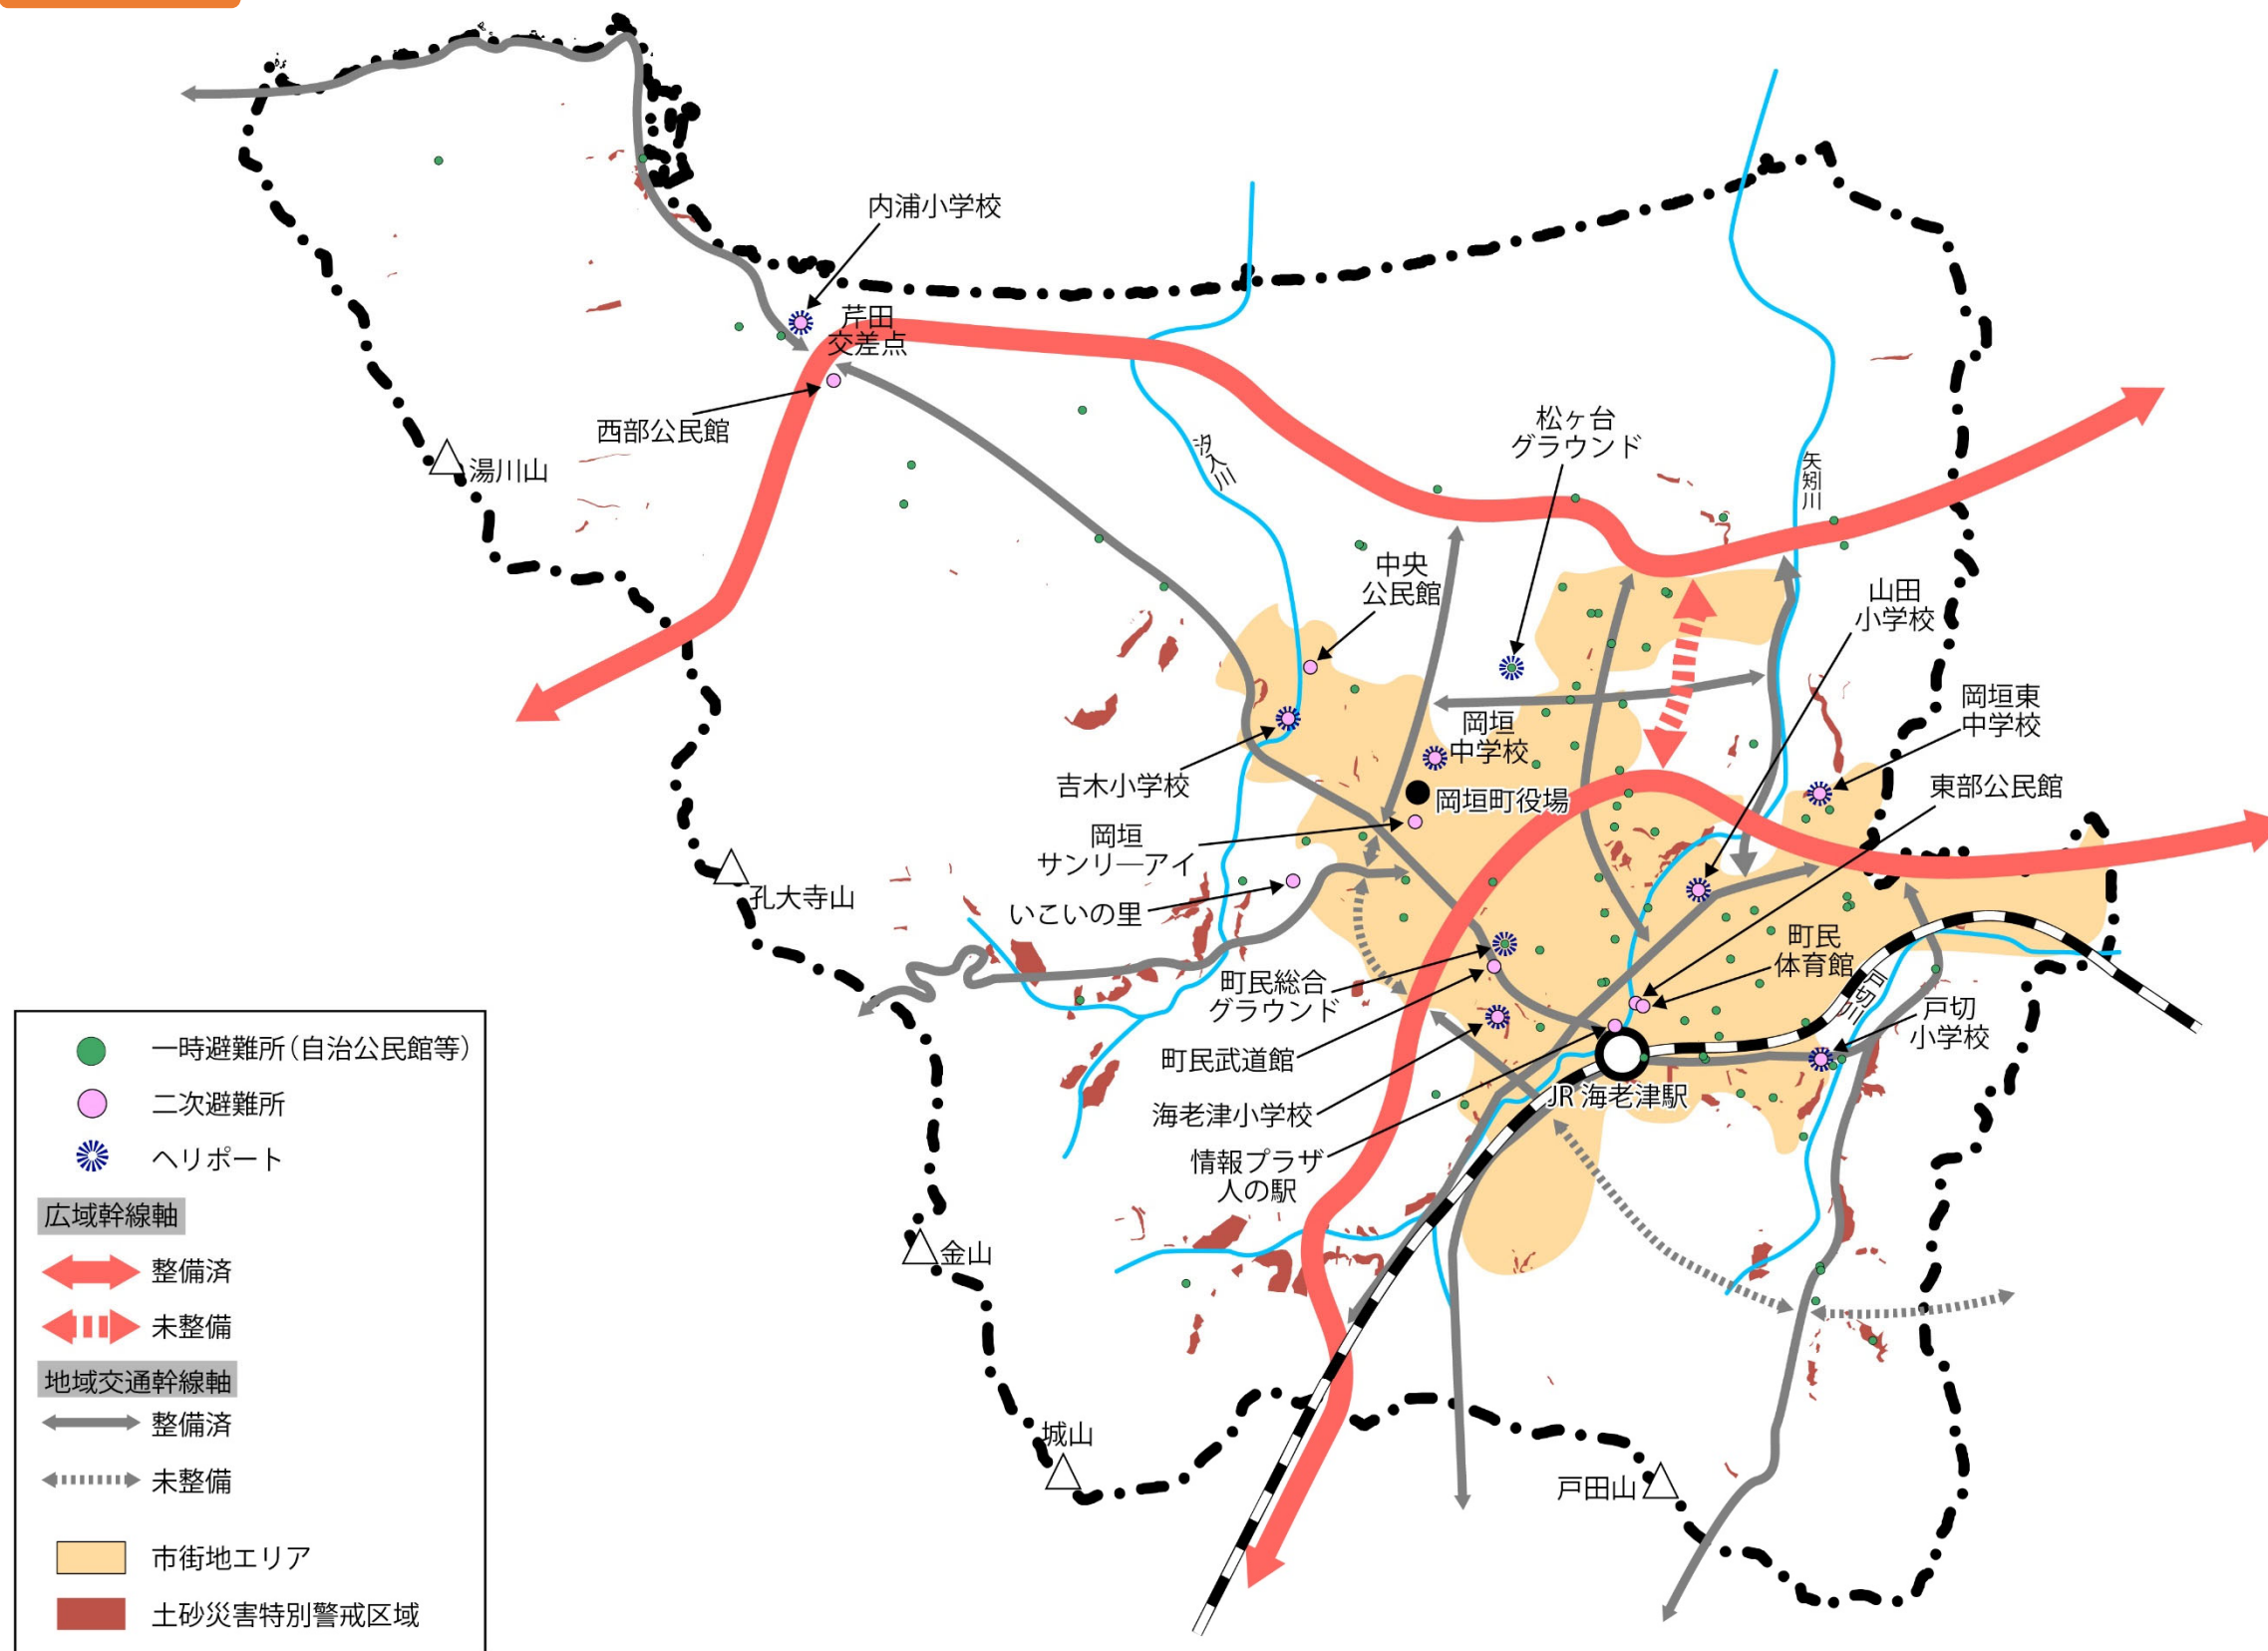 内浦小学校
芹田
交差点
西部公民館
湯川山
汐入川
松ヶ台
グラウンド
矢矧川
中央
公民館
山田
小学校
岡垣東
中学校
岡垣
中学校
吉木小学校
岡垣町役場
東部公民館
岡垣
サンリーアイ
孔大寺山
いこいの里
町民
体育館
町民総合
グラウンド
戸切川
戸切
小学校
町民武道館
海老津小学校
JR 海老津駅
情報プラザ
人の駅
金山
城山
戸田山
一時避難所(自治公民館等)
二次避難所
ヘリポート
広域幹線軸
整備済
未整備
地域交通幹線軸
整備済
未整備
市街地エリア
土砂災害特別警戒区域